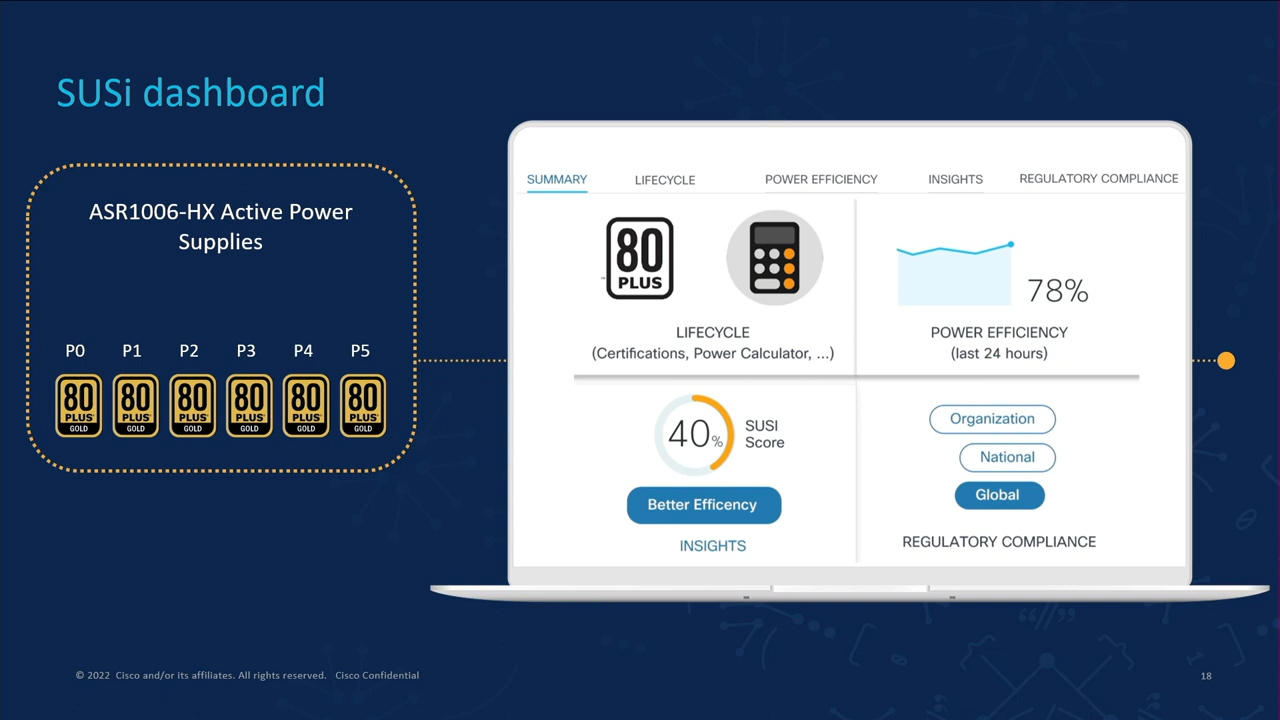 SUSi dashboard
ASR1006-HX Active Power
Supplies
P0 P1 P2 P3 P4 P5
80 PLUS GOLD
80 PLUS GOLD
80 PLUS GOLD
80 PLUS GOLD
80 PLUS GOLD
80 PLUS GOLD
SUMMARY LIFECYCLE POWER EFFICIENCY INSIGHTS REGULATORY COMPLIANCE
80
PLUS
LIFECYCLE
(Certifications, Power Calculator, ...)
78%
POWER EFFICIENCY
(last 24 hours)
40%
SUSI
Score
Better Efficency
INSIGHTS
Organization
National
Global
REGULATORY COMPLIANCE
© 2022 Cisco and/or its affiliates. All rights reserved. Cisco Confidential
18